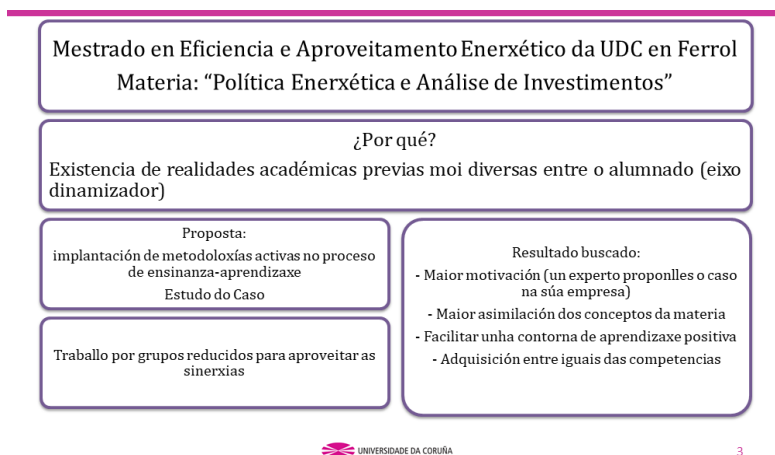 Mestrado en Eficiencia e Aproveitamento Enerxético da UDC en Ferrol
Materia: “Política Enerxética e Análise de Investimentos”
¿Por qué?
Existencia de realidades académicas previas moi diversas entre o alumnado (eixo
dinamizador)
Proposta:
implantación de metodoloxías activas no proceso
de ensinanza-aprendizaxe
Estudo do Caso
Traballo por grupos reducidos para aproveitar as
sinerxias
Resultado buscado:
- Maior motivación (un experto proponlles o caso
na súa empresa)
- Maior asimilación dos conceptos da materia
- Facilitar unha contorna de aprendizaxe positiva
- Adquisición entre iguais das competencias
UNIVERSIDADE DA CORUÑA
3